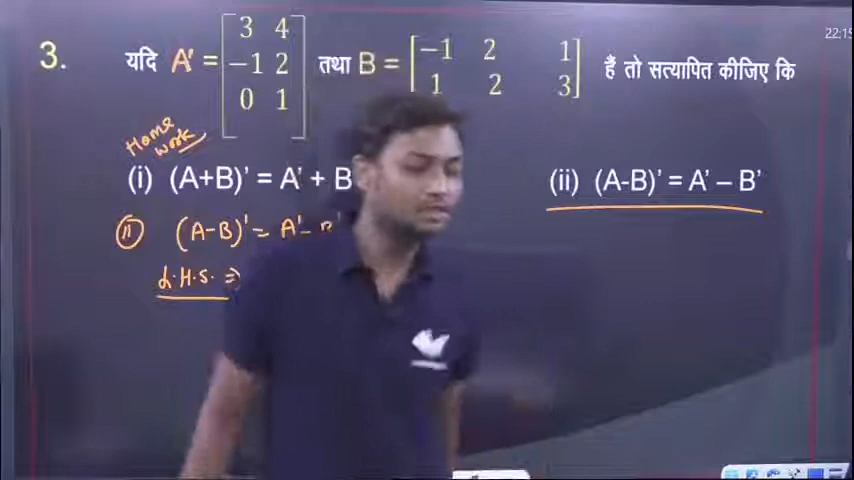 22:15
3. यदि A' = [3 4 -1 2 0 1] तथा B = [-1 2 1 1 2 3] हैं तो सत्यापित कीजिए कि
Home work
(i) (A+B)' = A' + B (ii) (A-B)' = A' – B'
(ii) (A-B)' = A' - B'
L.H.S. ⇒